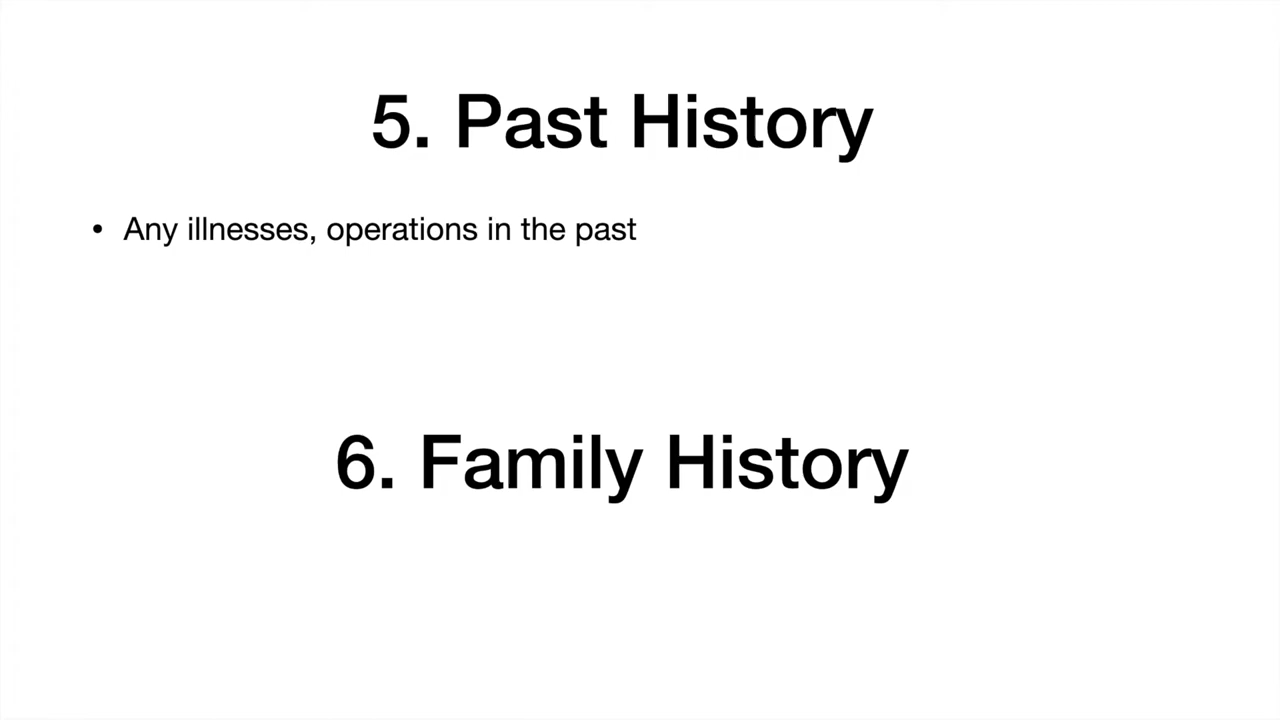 5. Past History
• Any illnesses, operations in the past
6. Family History